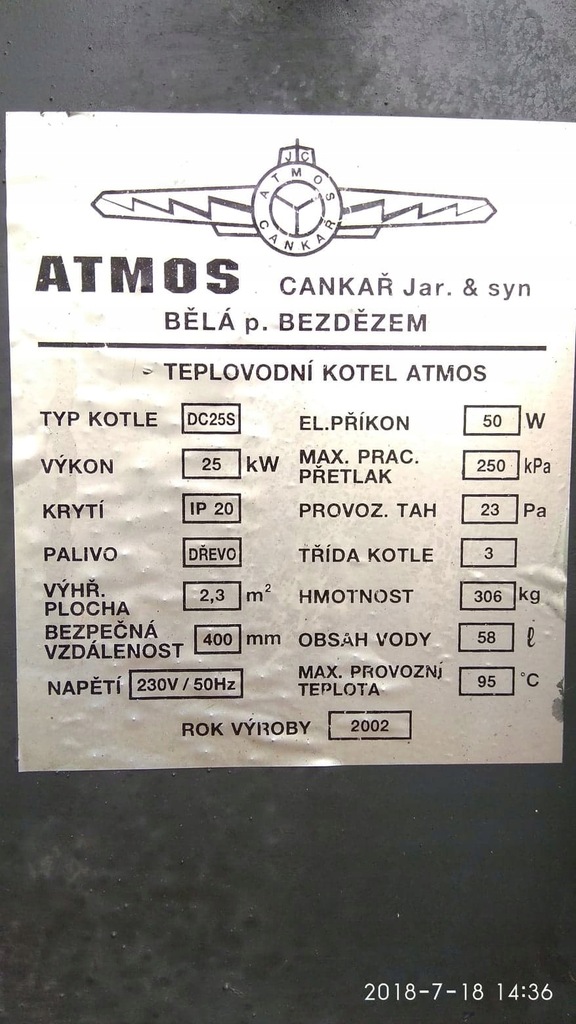 JC
ATMOS
CANKAŘ
ATMOS CANKAŘ Jar. & syn
BĚLÁ p. BEZDĚZEM
TEPLOVODNÍ KOTEL ATMOS
TYP KOTLE DC25S EL.PŘÍKON 50 W
VÝKON 25 kW MAX. PRAC. PŘETLAK 250 kPa
KRYTÍ IP 20 PROVOZ. TAH 23 Pa
PALIVO DŘEVO TŘÍDA KOTLE 3
VÝHŘ. PLOCHA 2,3 m² HMOTNOST 306 kg
BEZPEČNÁ VZDÁLENOST 400 mm OBSAH VODY 58 ℓ
NAPĚTÍ 230V / 50Hz MAX. PROVOZNÍ TEPLOTA 95 °C
ROK VÝROBY 2002
2018-7-18 14:36